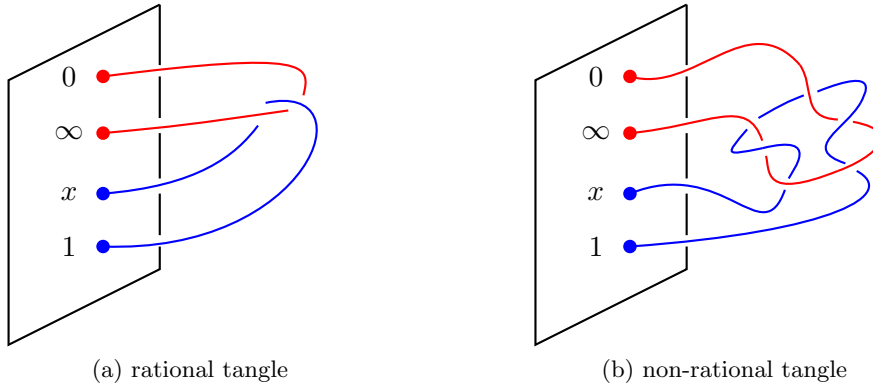 0
∞
x
1
(a) rational tangle
0
∞
x
1
(b) non-rational tangle